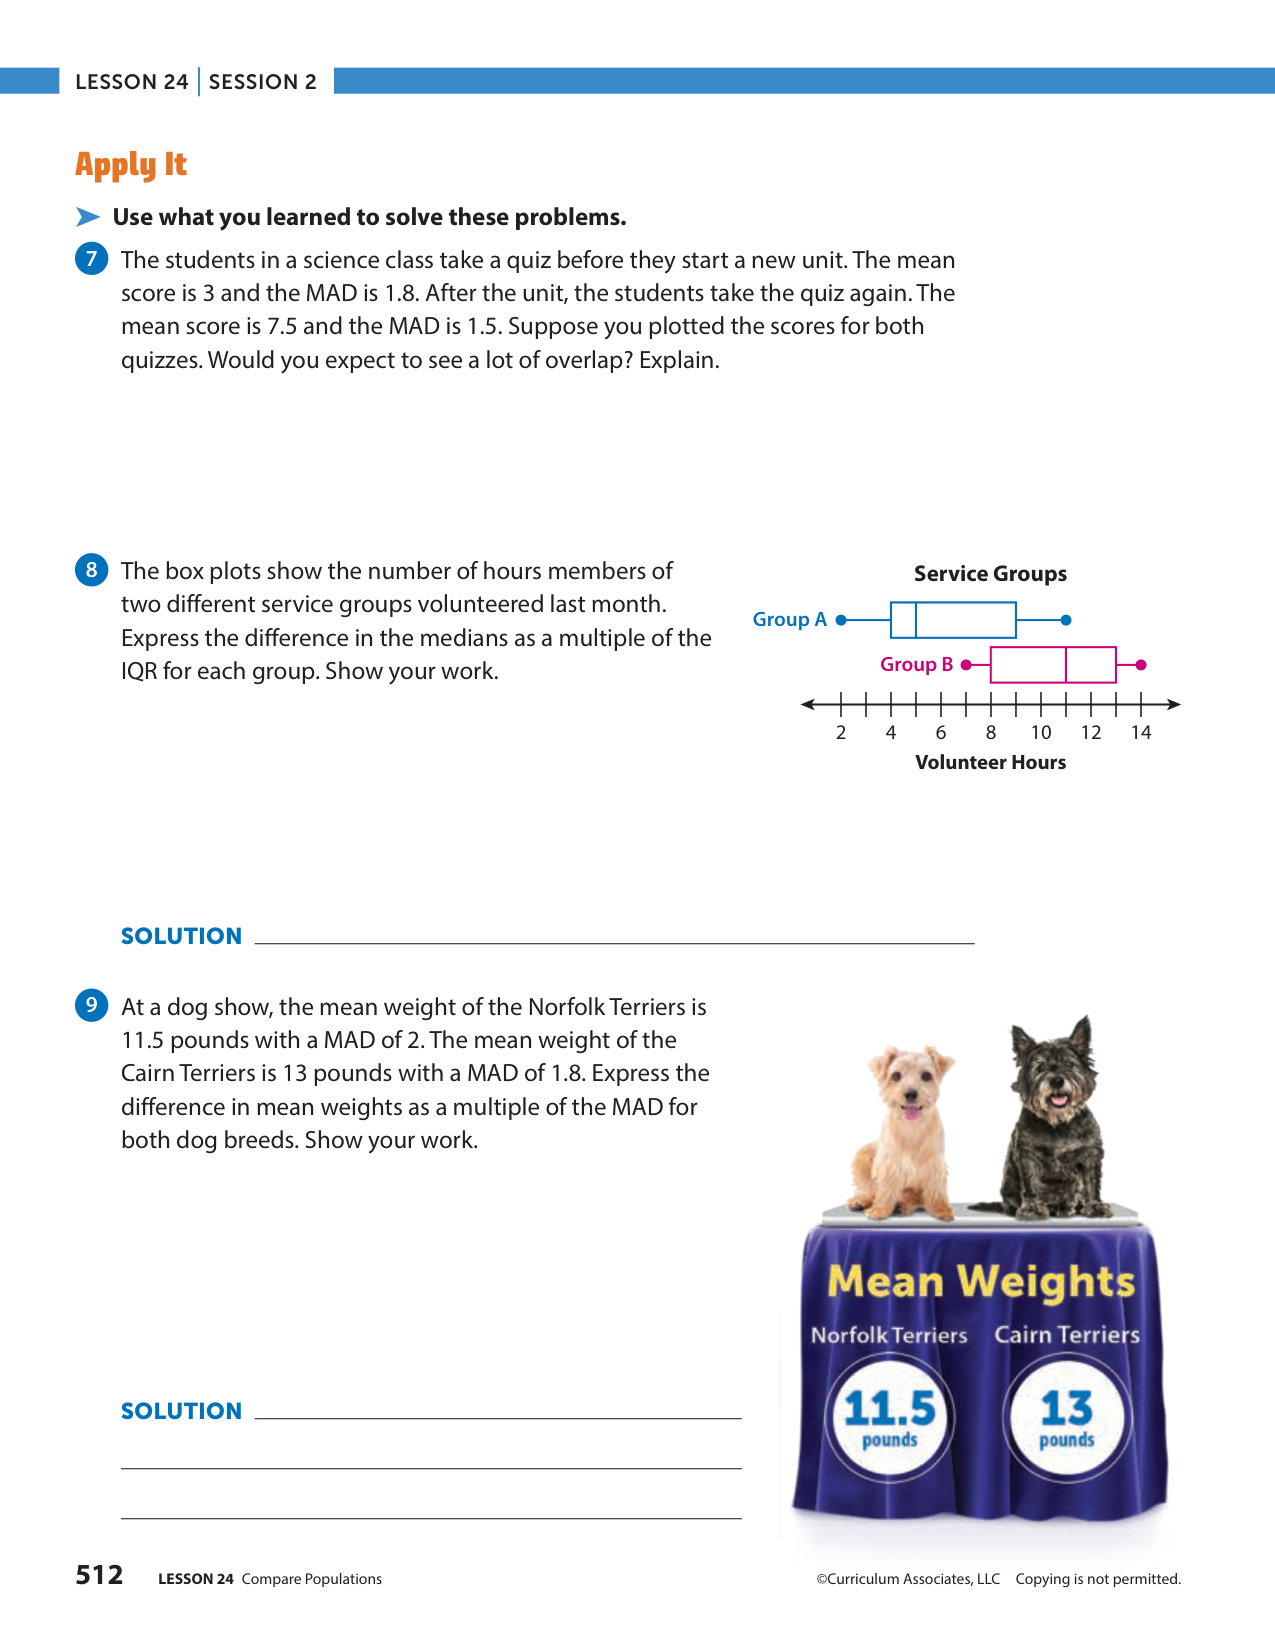 LESSON 24 | SESSION 2
Apply It
Use what you learned to solve these problems.
7 The students in a science class take a quiz before they start a new unit. The mean
score is 3 and the MAD is 1.8. After the unit, the students take the quiz again. The
mean score is 7.5 and the MAD is 1.5. Suppose you plotted the scores for both
quizzes. Would you expect to see a lot of overlap? Explain.
8 The box plots show the number of hours members of
two different service groups volunteered last month.
Express the difference in the medians as a multiple of the
IQR for each group. Show your work.
Service Groups
Group A
Group B
2 4 6 8 10 12 14
Volunteer Hours
SOLUTION
9 At a dog show, the mean weight of the Norfolk Terriers is
11.5 pounds with a MAD of 2. The mean weight of the
Cairn Terriers is 13 pounds with a MAD of 1.8. Express the
difference in mean weights as a multiple of the MAD for
both dog breeds. Show your work.
Mean Weights
Norfolk Terriers Cairn Terriers
11.5 13
pounds pounds
SOLUTION
512 LESSON 24 Compare Populations ©Curriculum Associates, LLC Copying is not permitted.